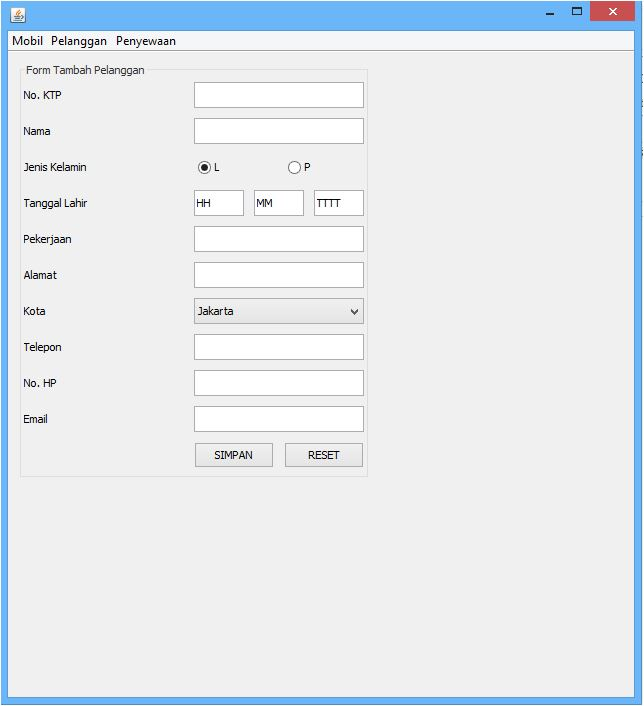 Mobil Pelanggan Penyewaan
Form Tambah Pelanggan
No. KTP
Nama
Jenis Kelamin L P
Tanggal Lahir HH MM TTTT
Pekerjaan
Alamat
Kota Jakarta
Telepon
No. HP
Email
SIMPAN RESET